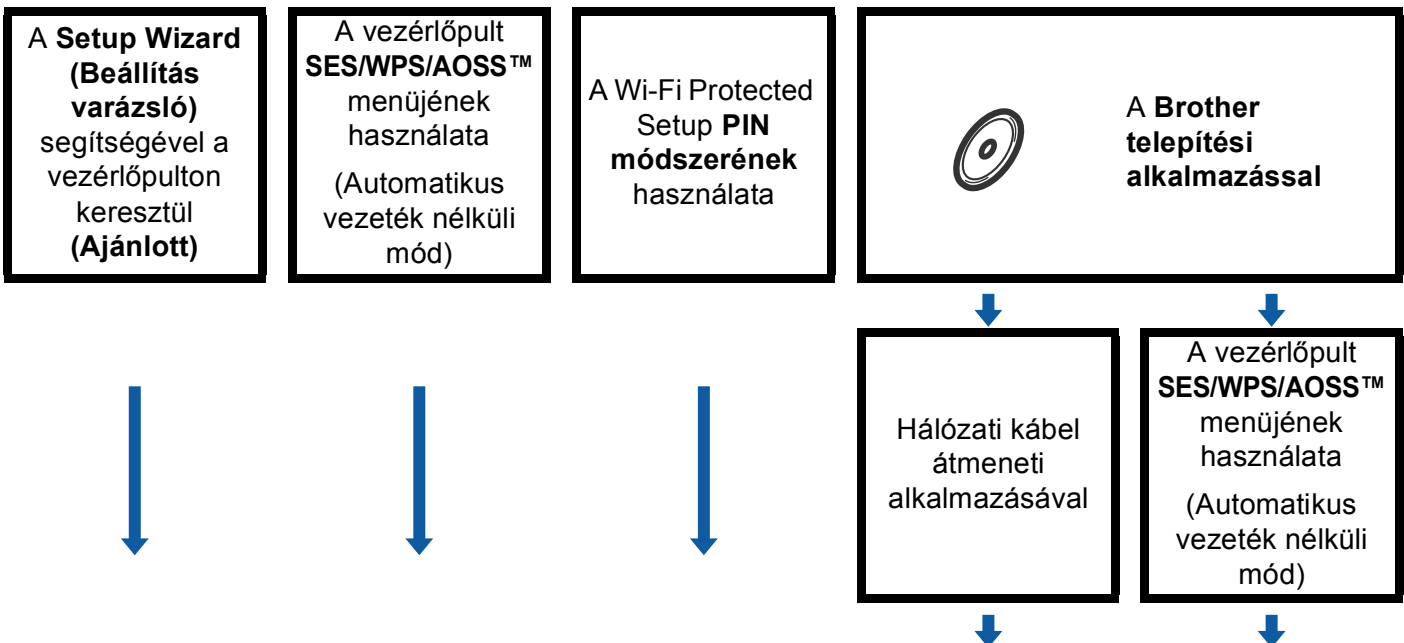 A Setup Wizard
(Beállítás
varázsló)
segítségével a
vezérlőpulton
keresztül
(Ajánlott)
A vezérlőpult
SES/WPS/AOSS™
menüjének
használata
(Automatikus
vezeték nélküli
mód)
A Wi-Fi Protected
Setup PIN
módszerének
használata
A Brother
telepítési
alkalmazással
Hálózati kábel
átmeneti
alkalmazásával
A vezérlőpult
SES/WPS/AOSS™
menüjének
használata
(Automatikus
vezeték nélküli
mód)